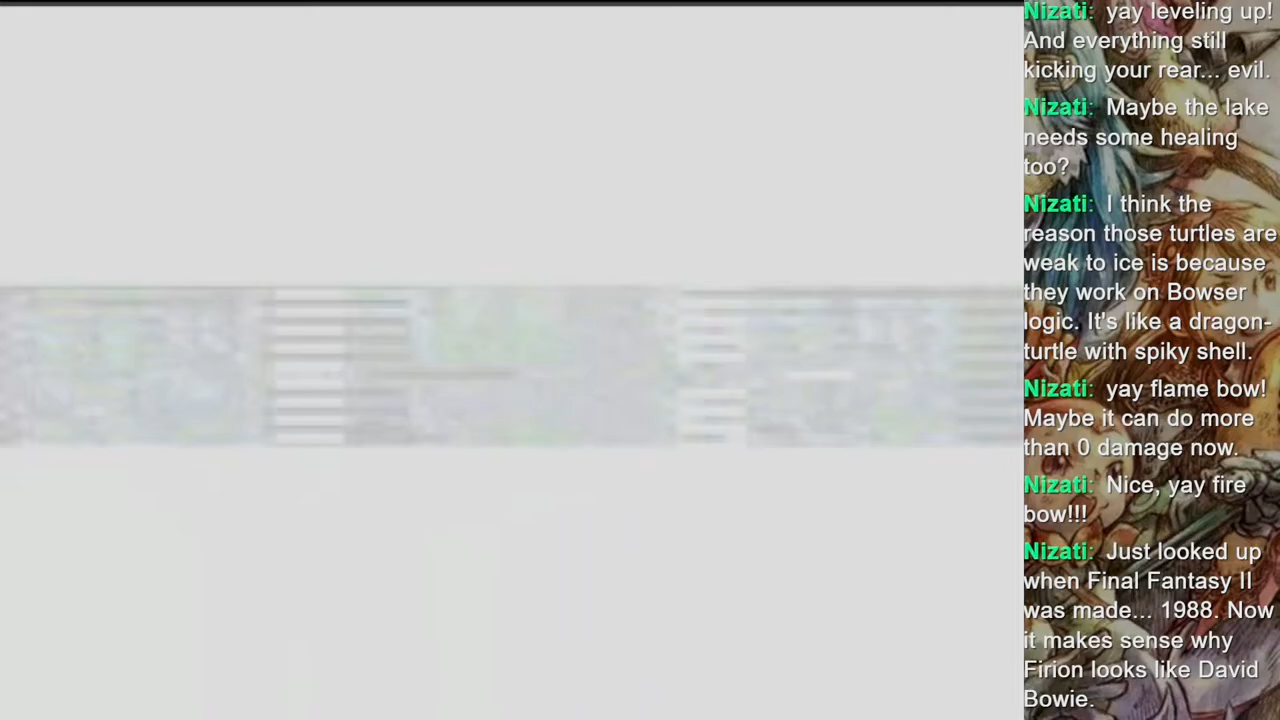 Nizati: yay leveling up!
And everything still
kicking your rear... evil.
Nizati: Maybe the lake
needs some healing
too?
Nizati: I think the
reason those turtles are
weak to ice is because
they work on Bowser
logic. It's like a dragon-
turtle with spiky shell.
Nizati: yay flame bow!
Maybe it can do more
than 0 damage now.
Nizati: Nice, yay fire
bow!!!
Nizati: Just looked up
when Final Fantasy II
was made... 1988. Now
it makes sense why
Firion looks like David
Bowie.